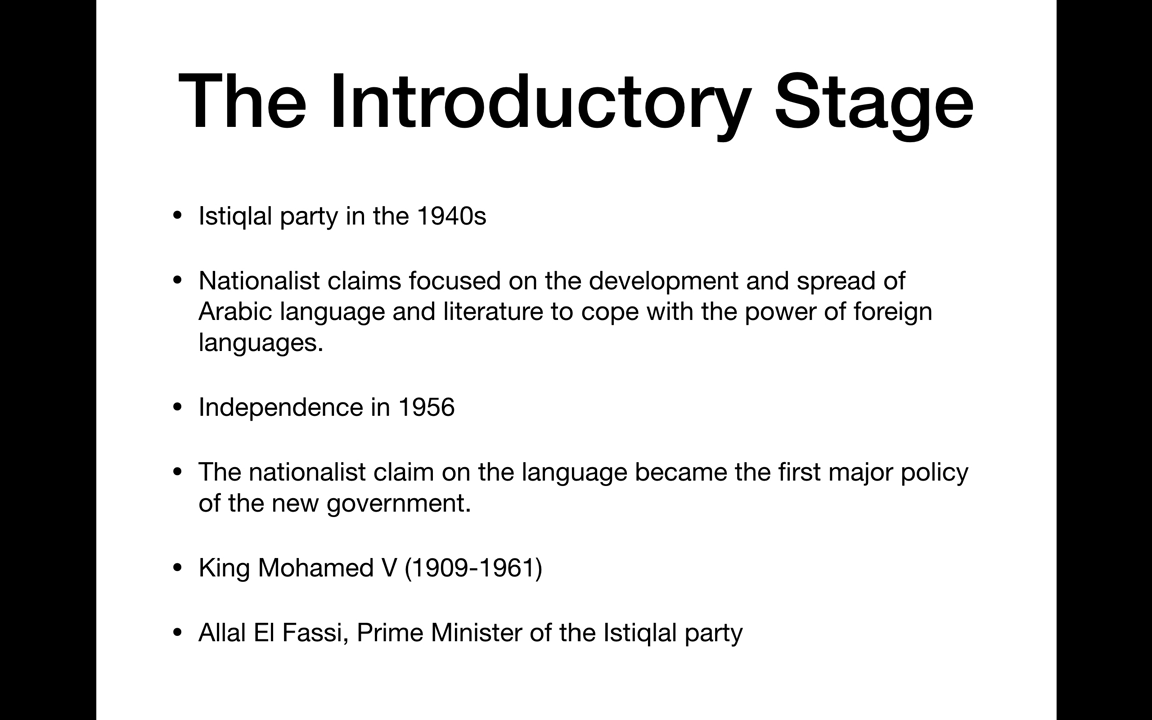 The Introductory Stage
• Istiqlal party in the 1940s
• Nationalist claims focused on the development and spread of
Arabic language and literature to cope with the power of foreign
languages.
• Independence in 1956
• The nationalist claim on the language became the first major policy
of the new government.
• King Mohamed V (1909-1961)
• Allal El Fassi, Prime Minister of the Istiqlal party